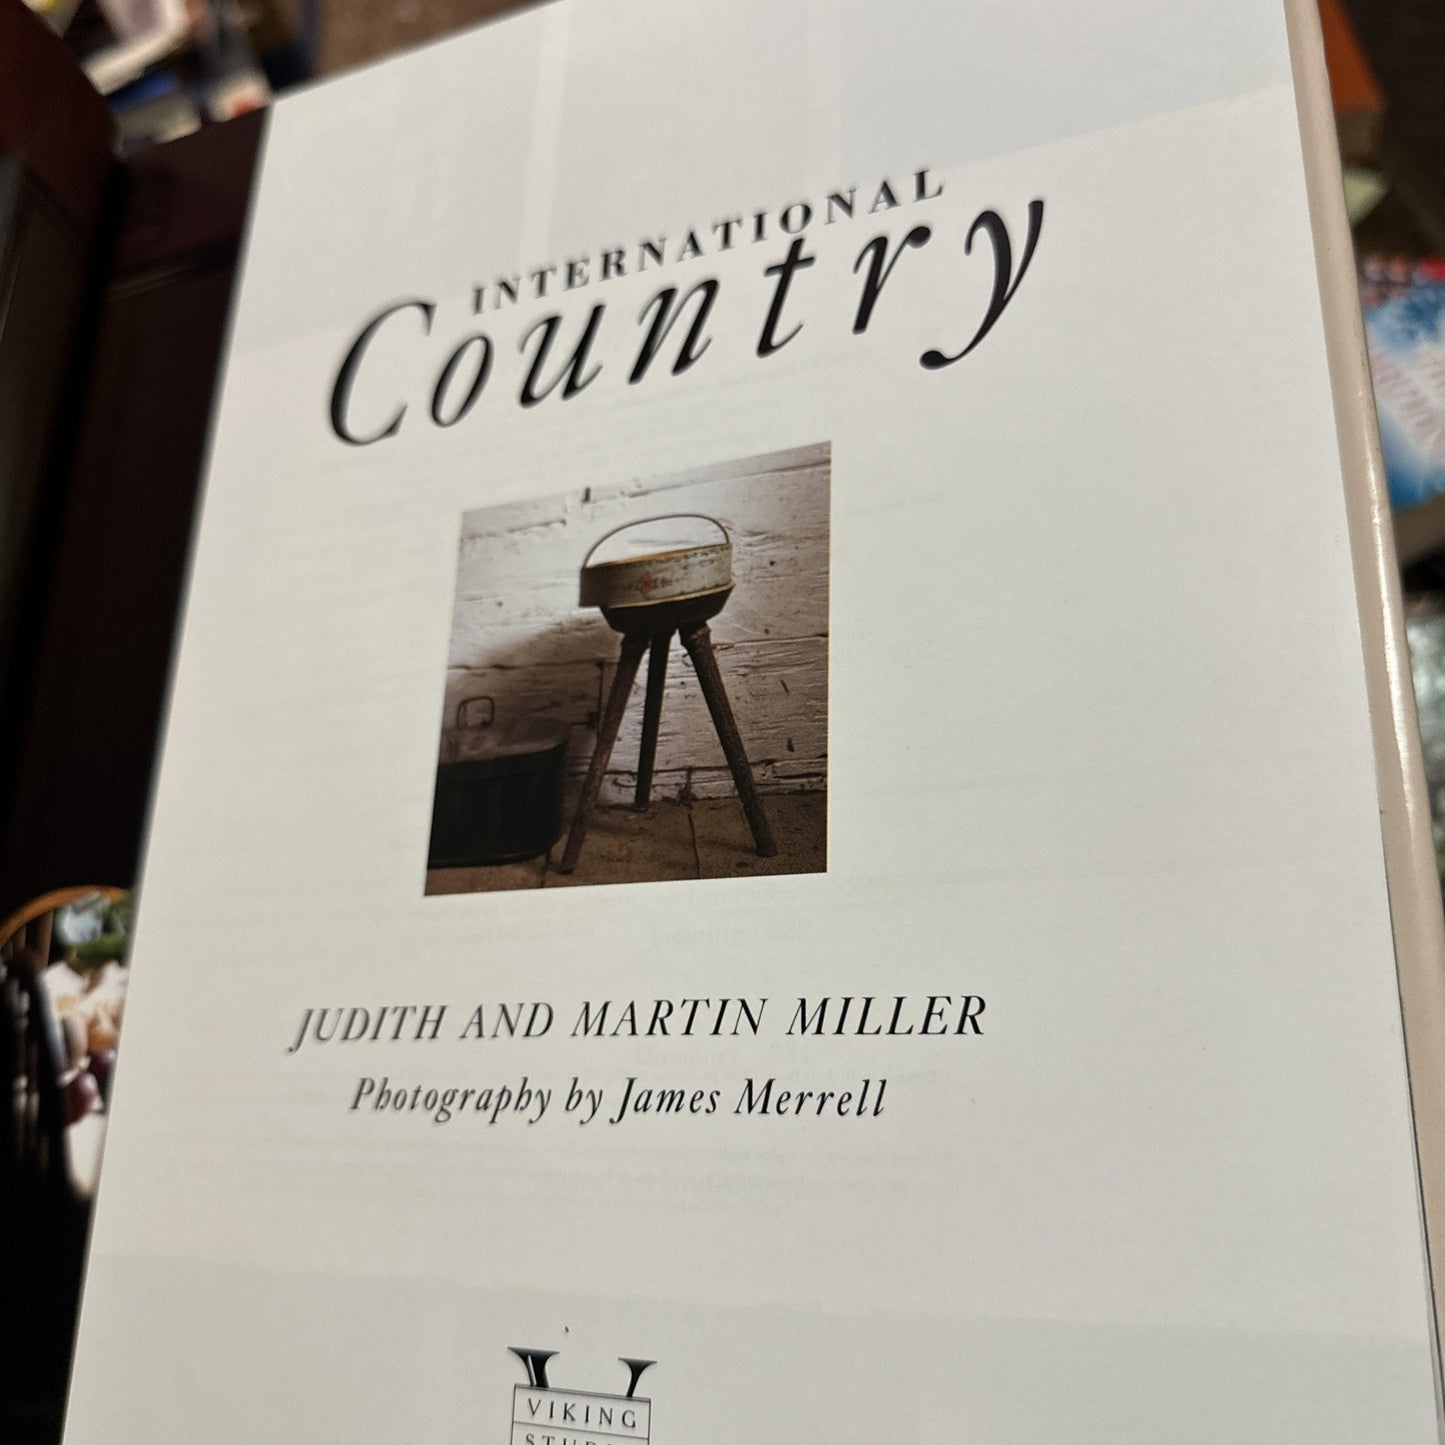 INTERNATIONAL
Country
JUDITH AND MARTIN MILLER
Photography by James Merrell
VIKING